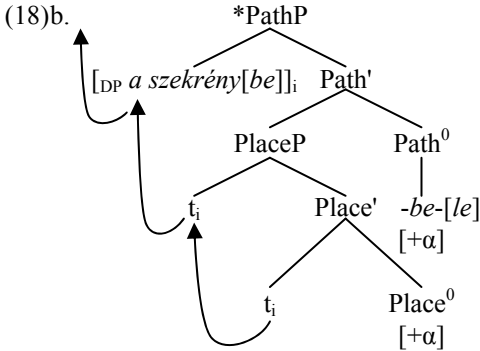 (18)b. *PathP
[DP a szekrény[be]]i Path'
PlaceP Path0
ti Place' -be-[le]
[+α]
ti Place0
[+α]